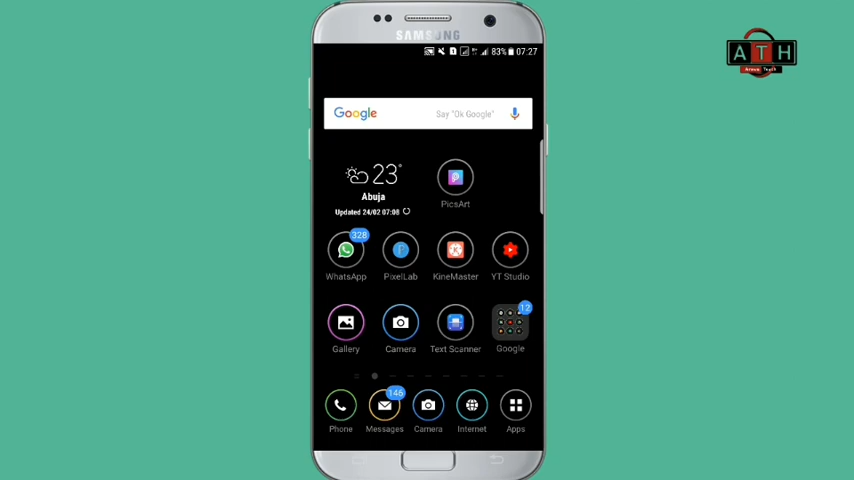 SAMSUNG
83% 07:27
Google Say "Ok Google"
23°
Abuja
Updated 24/02 07:08
PicsArt
328
WhatsApp PixelLab KineMaster YT Studio
12
Gallery Camera Text Scanner Google
146
Phone Messages Camera Internet Apps
ATH